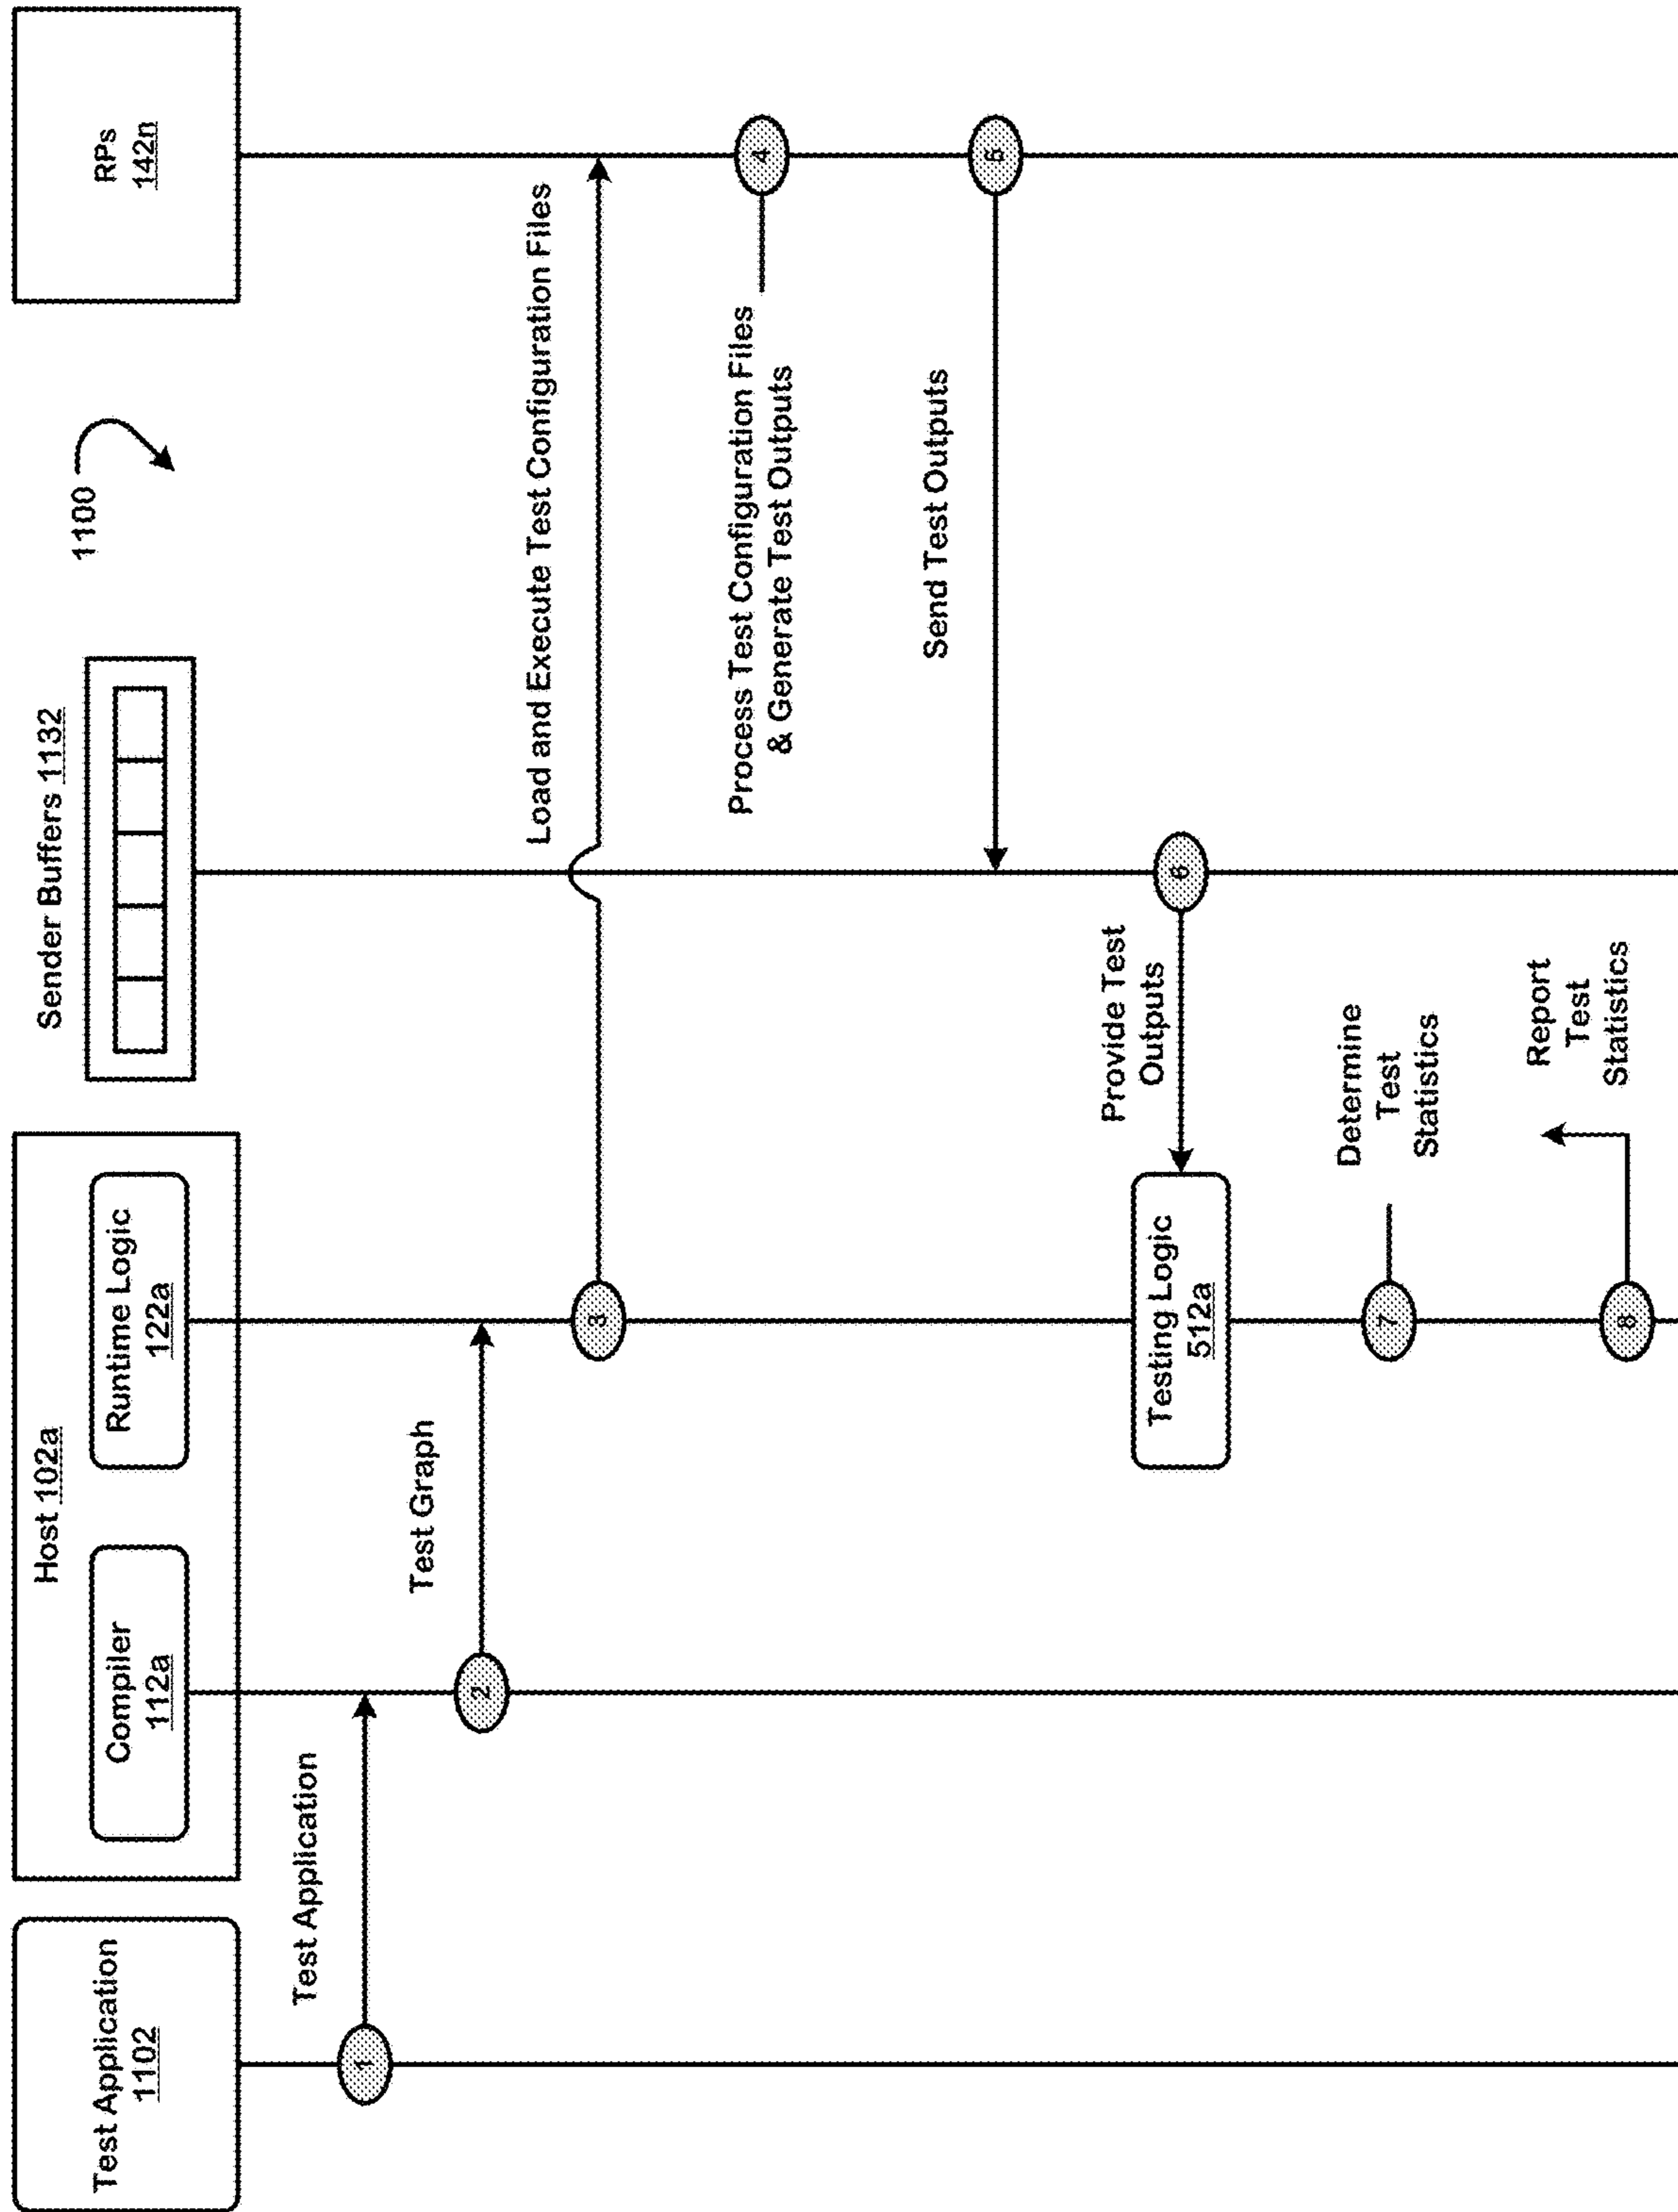 Test Application
1102
Host 102a
Compiler
112a
Runtime Logic
122a
Sender Buffers 1132
1100
RPs
142n
1
Test Application
2
Test Graph
3
Load and Execute Test Configuration Files
4
Process Test Configuration Files
& Generate Test Outputs
5
Send Test Outputs
6
Provide Test
Outputs
Testing Logic
512a
7
Determine
Test
Statistics
8
Report
Test
Statistics